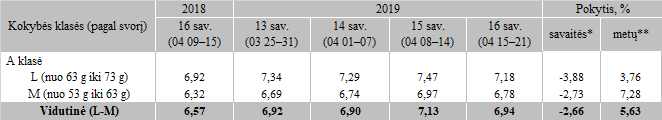 Kokybės klasės (pagal svorį) 2018 2019 Pokytis, %
16 sav. (04 09–15) 13 sav. (03 25–31) 14 sav. (04 01–07) 15 sav. (04 08–14) 16 sav. (04 15–21) savaitės* metų**
A klasė
L (nuo 63 g iki 73 g) 6,92 7,34 7,29 7,47 7,18 -3,88 3,76
M (nuo 53 g iki 63 g) 6,32 6,69 6,74 6,97 6,78 -2,73 7,28
Vidutinė (L-M) 6,57 6,92 6,90 7,13 6,94 -2,66 5,63